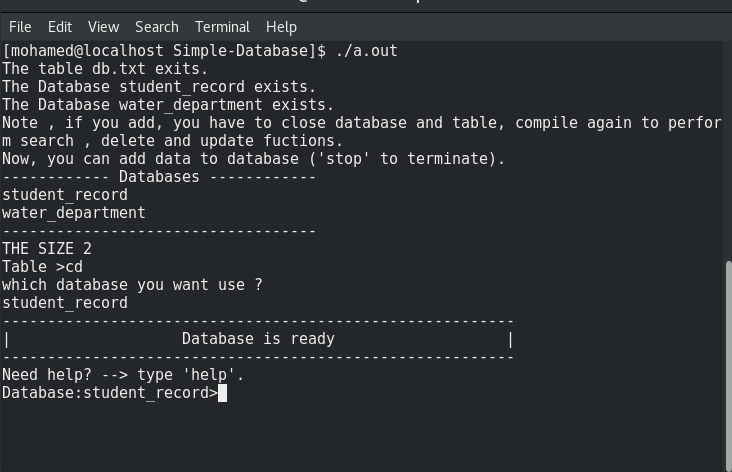 File Edit View Search Terminal Help
[mohamed@localhost Simple-Database]$ ./a.out
The table db.txt exits.
The Database student_record exists.
The Database water_department exists.
Note , if you add, you have to close database and table, compile again to perfor
m search , delete and update fuctions.
Now, you can add data to database ('stop' to terminate).
------------ Databases ------------
student_record
water_department
-----------------------------------
THE SIZE 2
Table >cd
which database you want use ?
student_record
---------------------------------------------------------
|                   Database is ready                   |
---------------------------------------------------------
Need help? --> type 'help'.
Database:student_record>